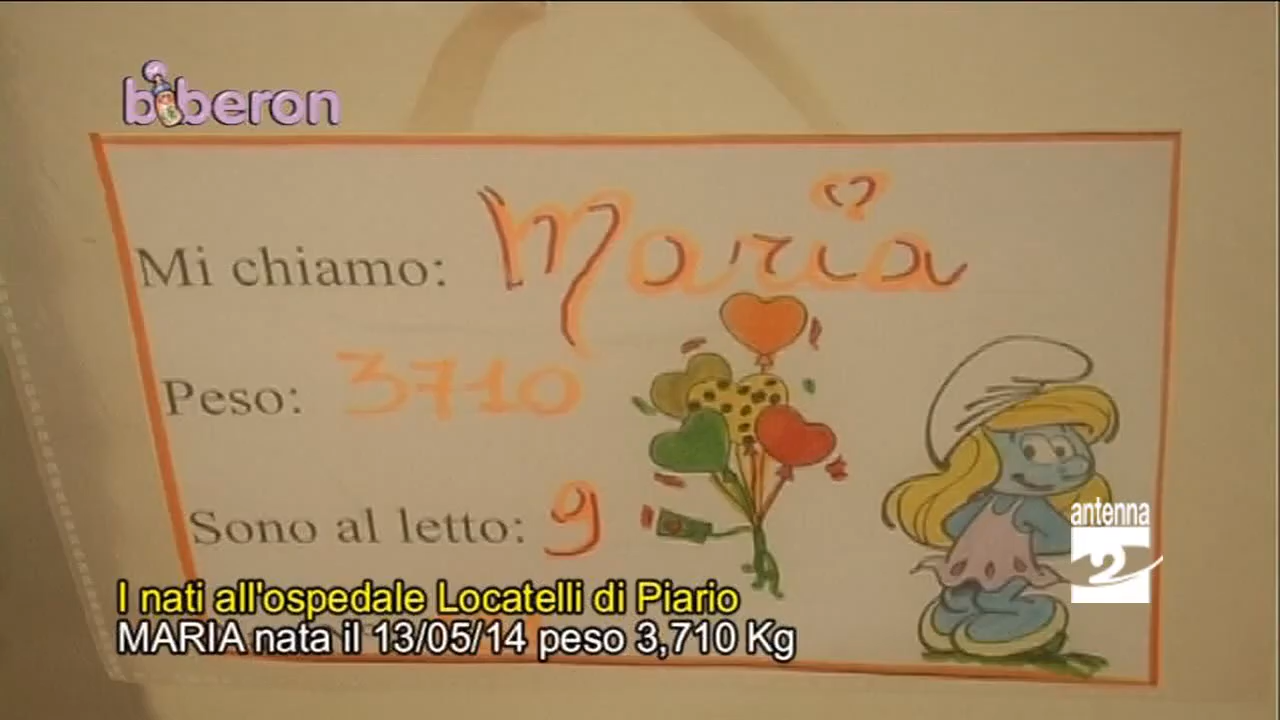 biberon
Mi chiamo: Maria
Peso: 3710
Sono al letto: 9
antenna
2
I nati all'ospedale Locatelli di Piario
MARIA nata il 13/05/14 peso 3,710 Kg